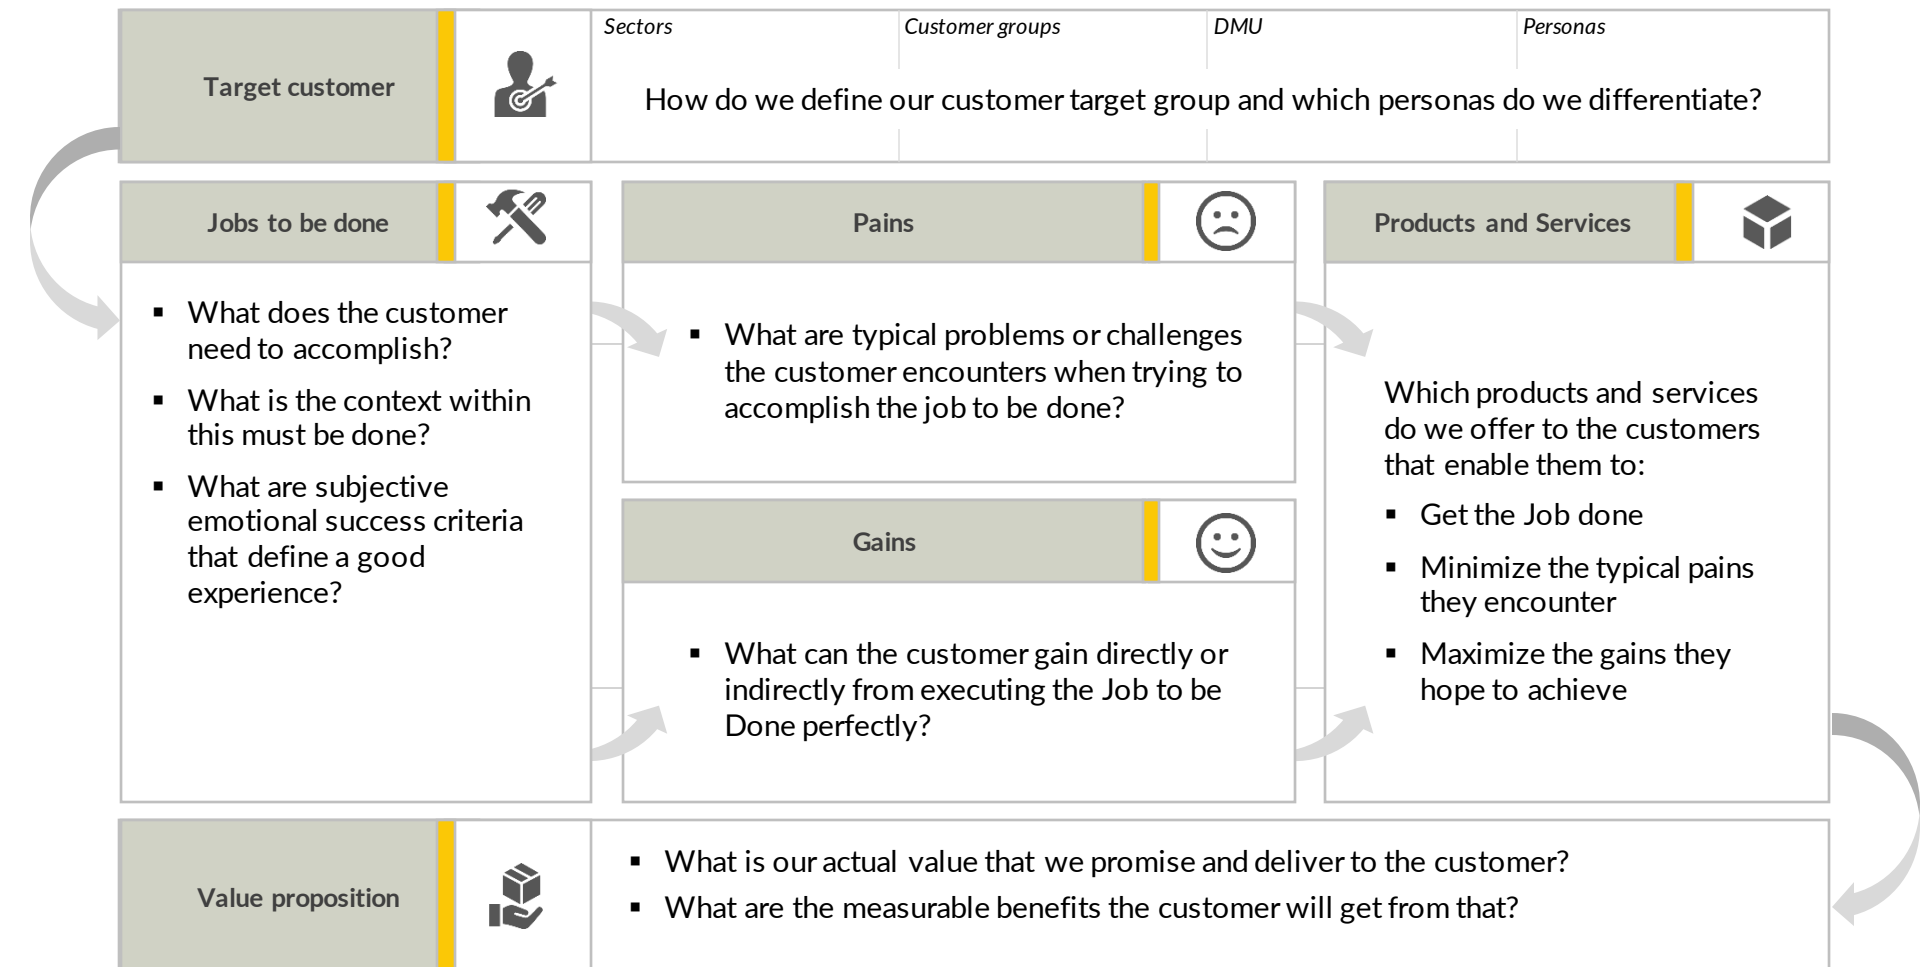 Target customer
Sectors
Customer groups
DMU
Personas
How do we define our customer target group and which personas do we differentiate?
Jobs to be done
▪ What does the customer
need to accomplish?
▪ What is the context within
this must be done?
▪ What are subjective
emotional success criteria
that define a good
experience?
Pains
▪ What are typical problems or challenges
the customer encounters when trying to
accomplish the job to be done?
Gains
▪ What can the customer gain directly or
indirectly from executing the Job to be
Done perfectly?
Products and Services
Which products and services
do we offer to the customers
that enable them to:
▪ Get the Job done
▪ Minimize the typical pains
they encounter
▪ Maximize the gains they
hope to achieve
Value proposition
▪ What is our actual value that we promise and deliver to the customer?
▪ What are the measurable benefits the customer will get from that?